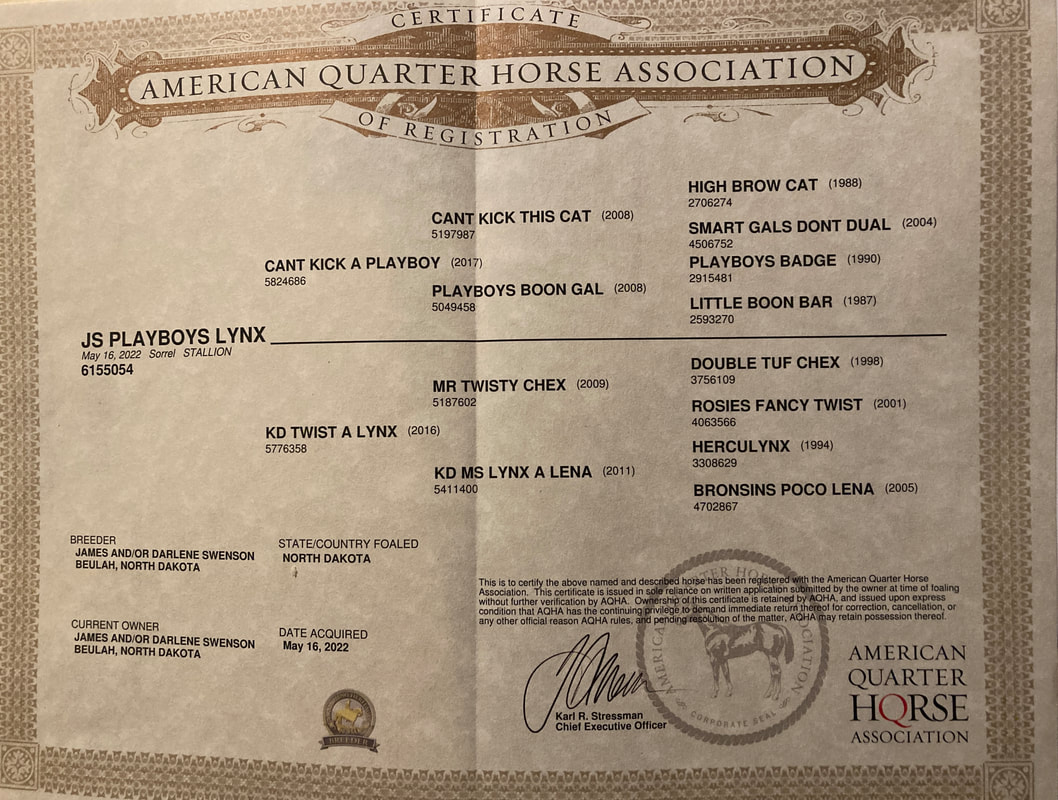 CERTIFICATE
AMERICAN QUARTER HORSE ASSOCIATION
OF REGISTRATION
HIGH BROW CAT (1988)
2706274
CANT KICK THIS CAT (2008)
5197987
SMART GALS DONT DUAL (2004)
4506752
CANT KICK A PLAYBOY (2017)
5824686
PLAYBOYS BADGE (1990)
2915481
PLAYBOYS BOON GAL (2008)
5049458
LITTLE BOON BAR (1987)
2593270
JS PLAYBOYS LYNX
May 16, 2022 Sorrel STALLION
6155054
DOUBLE TUF CHEX (1998)
3756109
MR TWISTY CHEX (2009)
5187602
ROSIES FANCY TWIST (2001)
4063566
KD TWIST A LYNX (2016)
5776358
HERCULYNX (1994)
3308629
KD MS LYNX A LENA (2011)
5411400
BRONSINS POCO LENA (2005)
4702867
BREEDER
JAMES AND/OR DARLENE SWENSON
BEULAH, NORTH DAKOTA
STATE/COUNTRY FOALED
NORTH DAKOTA
CURRENT OWNER
JAMES AND/OR DARLENE SWENSON
BEULAH, NORTH DAKOTA
DATE ACQUIRED
May 16, 2022
This is to certify the above named and described horse has been registered with the American Quarter Horse
Association. This certificate is issued in sole reliance on written application submitted by the owner at time of foaling
without further verification by AQHA. Ownership of this certificate is retained by AQHA, and issued upon express
condition that AQHA has the continuing privilege to demand immediate return thereof for correction, cancellation, or
any other official reason AQHA rules, and pending resolution of the matter, AQHA may retain possession thereof.
Karl R. Stressman
Chief Executive Officer
AMERICAN QUARTER HORSE ASSOCIATION
CORPORATE SEAL
AMERICAN
QUARTER
HORSE
ASSOCIATION
BREEDER